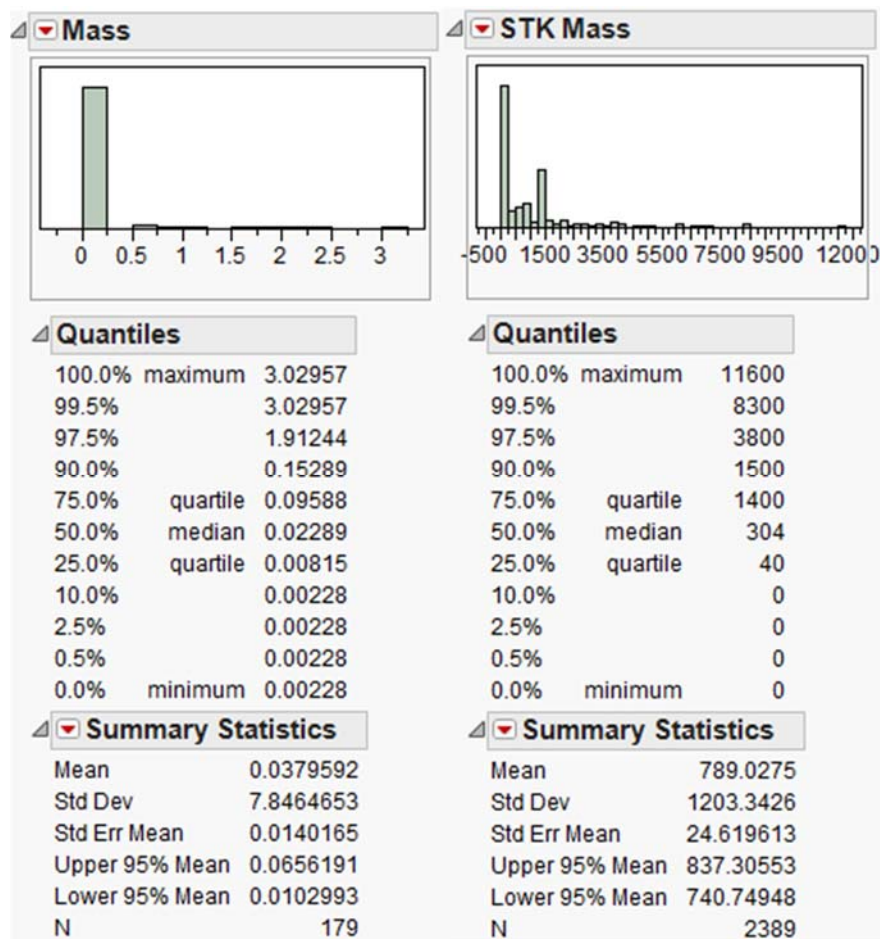 Mass
0 0.5 1 1.5 2 2.5 3
Quantiles
100.0% maximum 3.02957
99.5% 3.02957
97.5% 1.91244
90.0% 0.15289
75.0% quartile 0.09588
50.0% median 0.02289
25.0% quartile 0.00815
10.0% 0.00228
2.5% 0.00228
0.5% 0.00228
0.0% minimum 0.00228
Summary Statistics
Mean 0.0379592
Std Dev 7.8464653
Std Err Mean 0.0140165
Upper 95% Mean 0.0656191
Lower 95% Mean 0.0102993
N 179
STK Mass
-500 1500 3500 5500 7500 9500 12000
Quantiles
100.0% maximum 11600
99.5% 8300
97.5% 3800
90.0% 1500
75.0% quartile 1400
50.0% median 304
25.0% quartile 40
10.0% 0
2.5% 0
0.5% 0
0.0% minimum 0
Summary Statistics
Mean 789.0275
Std Dev 1203.3426
Std Err Mean 24.619613
Upper 95% Mean 837.30553
Lower 95% Mean 740.74948
N 2389